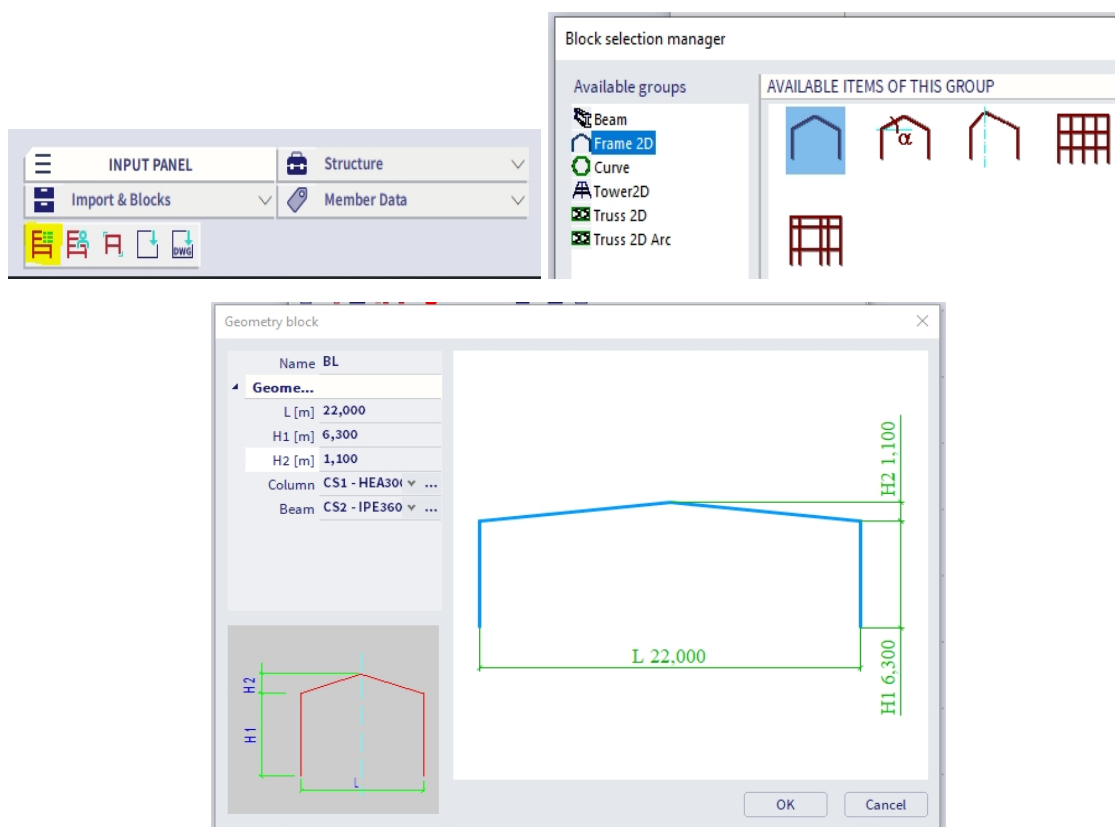 INPUT PANEL
Structure
Import & Blocks
Member Data
DWG
Block selection manager
Available groups
AVAILABLE ITEMS OF THIS GROUP
Beam
Frame 2D
Curve
Tower2D
Truss 2D
Truss 2D Arc
α
Geometry block
Name BL
Geome...
L [m] 22,000
H1 [m] 6,300
H2 [m] 1,100
Column CS1 - HEA300 ...
Beam CS2 - IPE360 ...
H2 1,100
L 22,000
H1 6,300
H2
H1
L
OK
Cancel